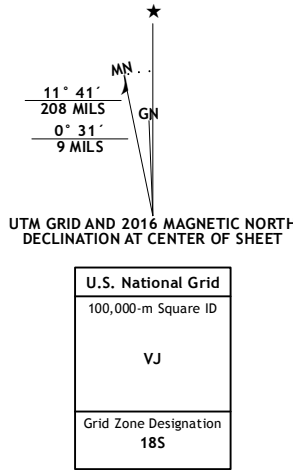 ★
MN
GN
11° 41´
208 MILS
0° 31´
9 MILS
UTM GRID AND 2016 MAGNETIC NORTH
DECLINATION AT CENTER OF SHEET
U.S. National Grid
100,000-m Square ID
VJ
Grid Zone Designation
18S